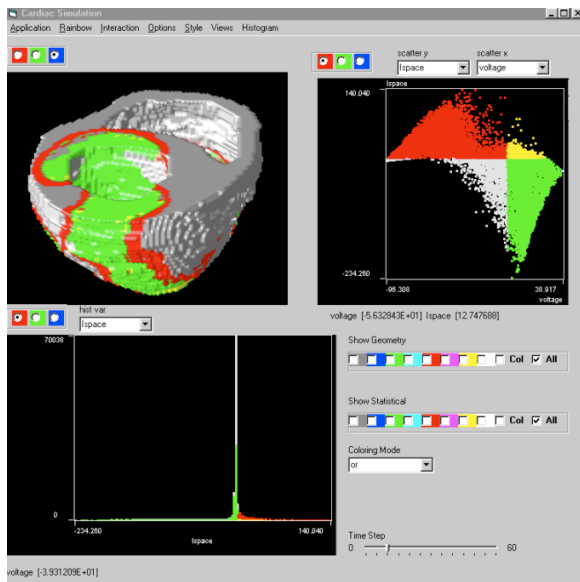 Cardiac Simulation
Application Rainbow Interaction Options Style Views Histogram
scatter y scatter x
Ispace voltage
Ispace
140.040
-234.260
-96.308 38.917
voltage
voltage [-5.632843E+01] Ispace [12.747688]
hist var
Ispace
70038
0
-234.260 140.040
Ispace
Show Geometry
Col All
Show Statistical
Col All
Coloring Mode
or
Time Step
0 60
voltage [-3.931209E+01]